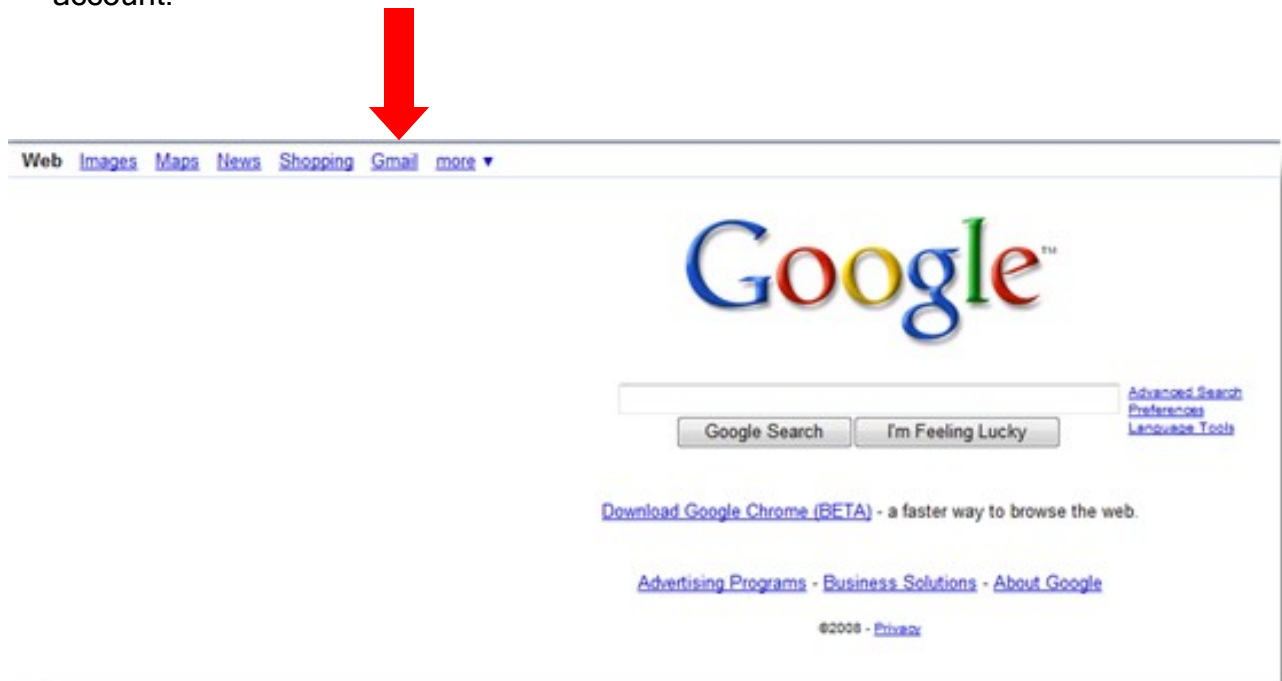 account.
Web Images Maps News Shopping Gmail more ▼
Google™
Advanced Search
Preferences
Language Tools
Google Search I'm Feeling Lucky
Download Google Chrome (BETA) - a faster way to browse the web.
Advertising Programs - Business Solutions - About Google
©2008 - Privacy